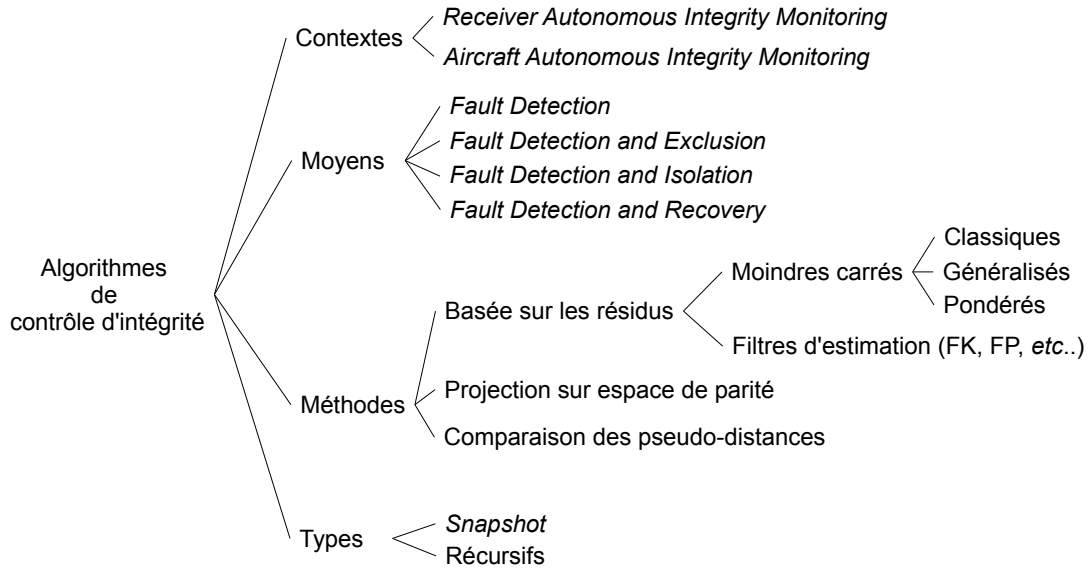 Contextes
Receiver Autonomous Integrity Monitoring
Aircraft Autonomous Integrity Monitoring
Moyens
Fault Detection
Fault Detection and Exclusion
Fault Detection and Isolation
Fault Detection and Recovery
Algorithmes
de
contrôle d'intégrité
Méthodes
Basée sur les résidus
Moindres carrés
Classiques
Généralisés
Pondérés
Filtres d'estimation (FK, FP, etc..)
Projection sur espace de parité
Comparaison des pseudo-distances
Types
Snapshot
Récursifs